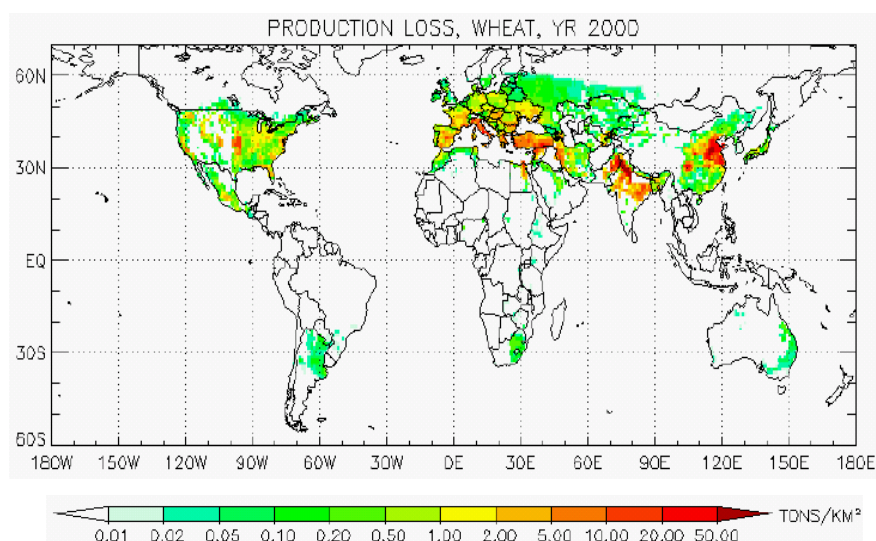 PRODUCTION LOSS, WHEAT, YR 2000
60N
30N
EQ
30S
60S
180W 150W 120W 90W 60W 30W 0E 30E 60E 90E 120E 150E 180E
TONS/KM²
0.01 0.02 0.05 0.10 0.20 0.50 1.00 2.00 5.00 10.00 20.00 50.00